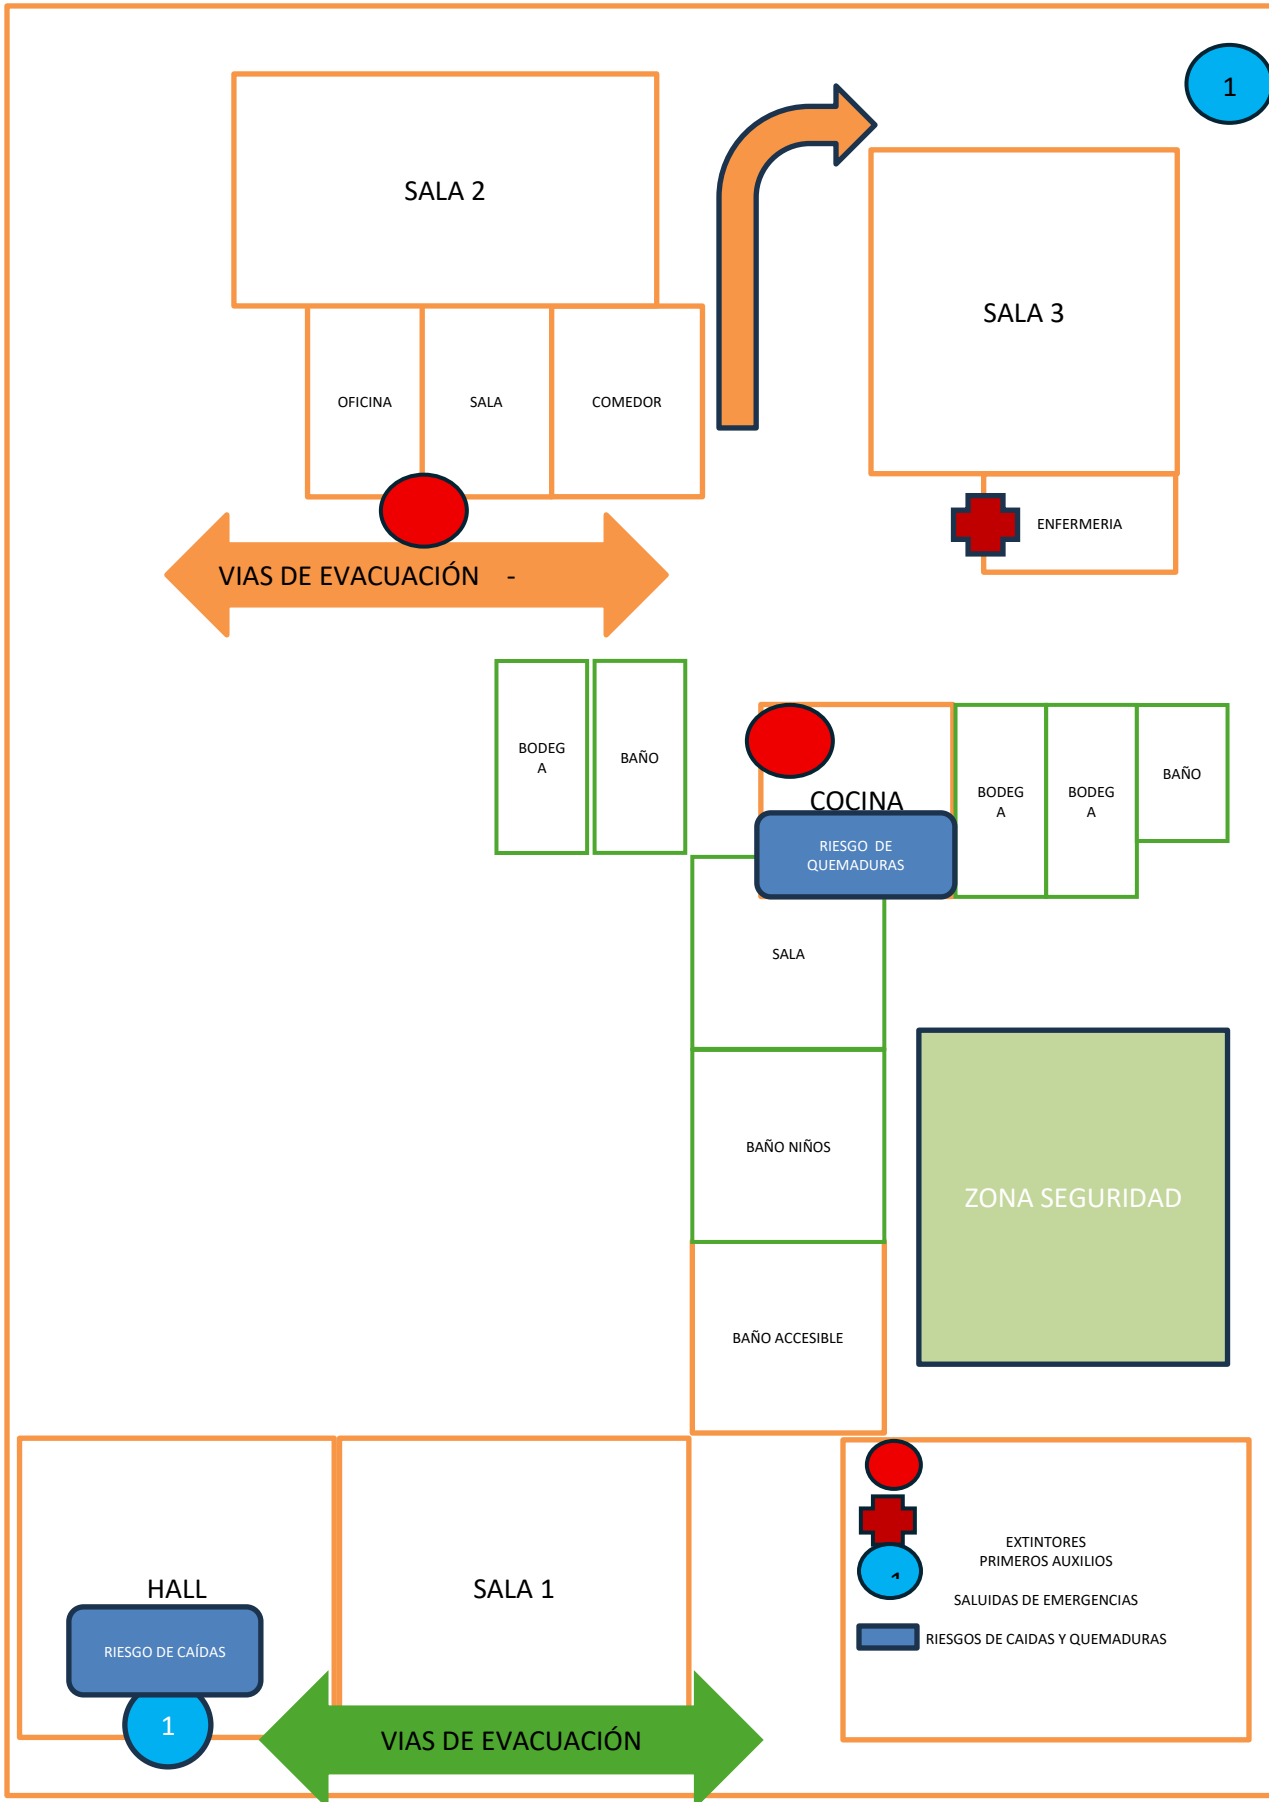 1
SALA 2
SALA 3
OFICINA
SALA
COMEDOR
ENFERMERIA
VIAS DE EVACUACIÓN -
BODEG
A
BAÑO
COCINA
RIESGO DE
QUEMADURAS
BODEG
A
BODEG
A
BAÑO
SALA
BAÑO NIÑOS
ZONA SEGURIDAD
BAÑO ACCESIBLE
HALL
RIESGO DE CAÍDAS
1
SALA 1
VIAS DE EVACUACIÓN
EXTINTORES
PRIMEROS AUXILIOS
1
SALUIDAS DE EMERGENCIAS
RIESGOS DE CAIDAS Y QUEMADURAS